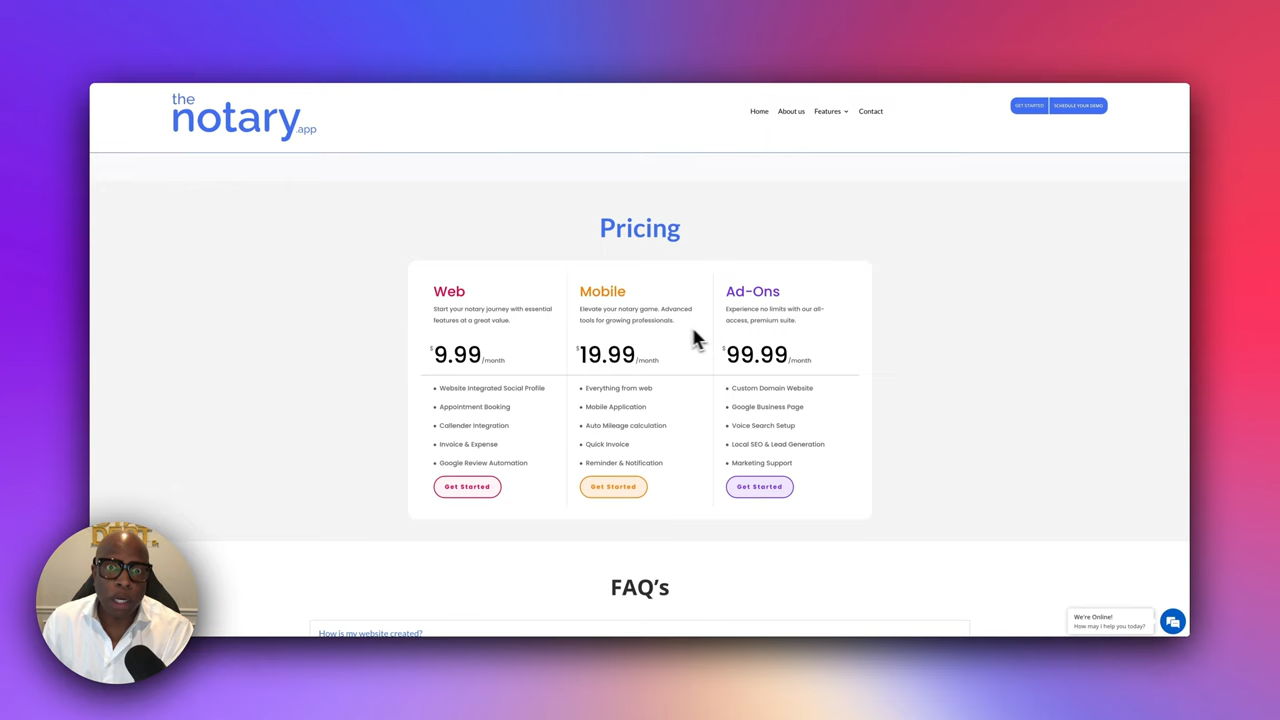 the
notary.app
Home About us Features Contact
GET STARTED SCHEDULE YOUR DEMO
Pricing
Web
Start your notary journey with essential
features at a great value.
$9.99/month
• Website Integrated Social Profile
• Appointment Booking
• Callender Integration
• Invoice & Expense
• Google Review Automation
Get Started
Mobile
Elevate your notary game. Advanced
tools for growing professionals.
$19.99/month
• Everything from web
• Mobile Application
• Auto Mileage calculation
• Quick Invoice
• Reminder & Notification
Get Started
Ad-Ons
Experience no limits with our all-
access, premium suite.
$99.99/month
• Custom Domain Website
• Google Business Page
• Voice Search Setup
• Local SEO & Lead Generation
• Marketing Support
Get Started
FAQ's
How is my website created?
We're Online!
How may I help you today?